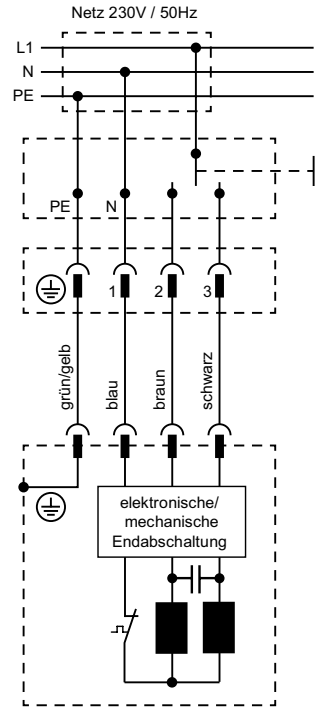 Netz 230V / 50Hz
L1
N
PE
PE N
1 2 3
grün/gelb
blau
braun
schwarz
elektronische/
mechanische
Endabschaltung